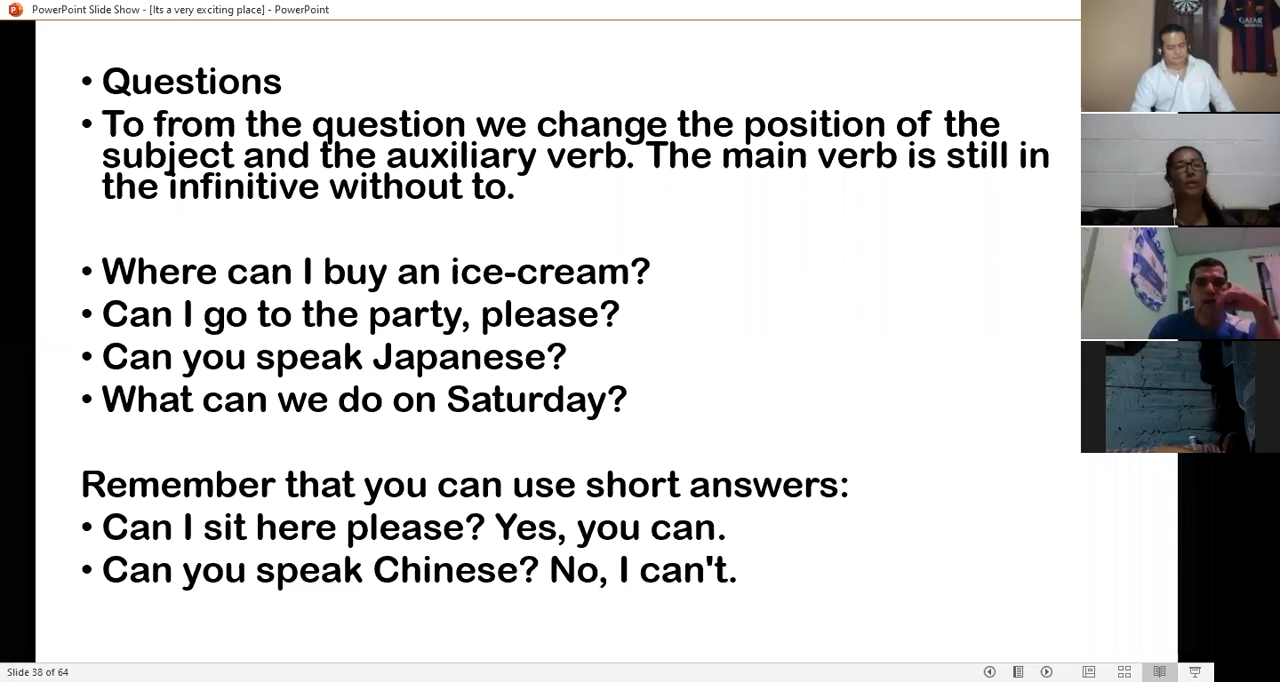 PowerPoint Slide Show - [Its a very exciting place] - PowerPoint
• Questions
• To from the question we change the position of the
subject and the auxiliary verb. The main verb is still in
the infinitive without to.
• Where can I buy an ice-cream?
• Can I go to the party, please?
• Can you speak Japanese?
• What can we do on Saturday?
Remember that you can use short answers:
• Can I sit here please? Yes, you can.
• Can you speak Chinese? No, I can't.
QATAR
AIRWAYS
Slide 38 of 64